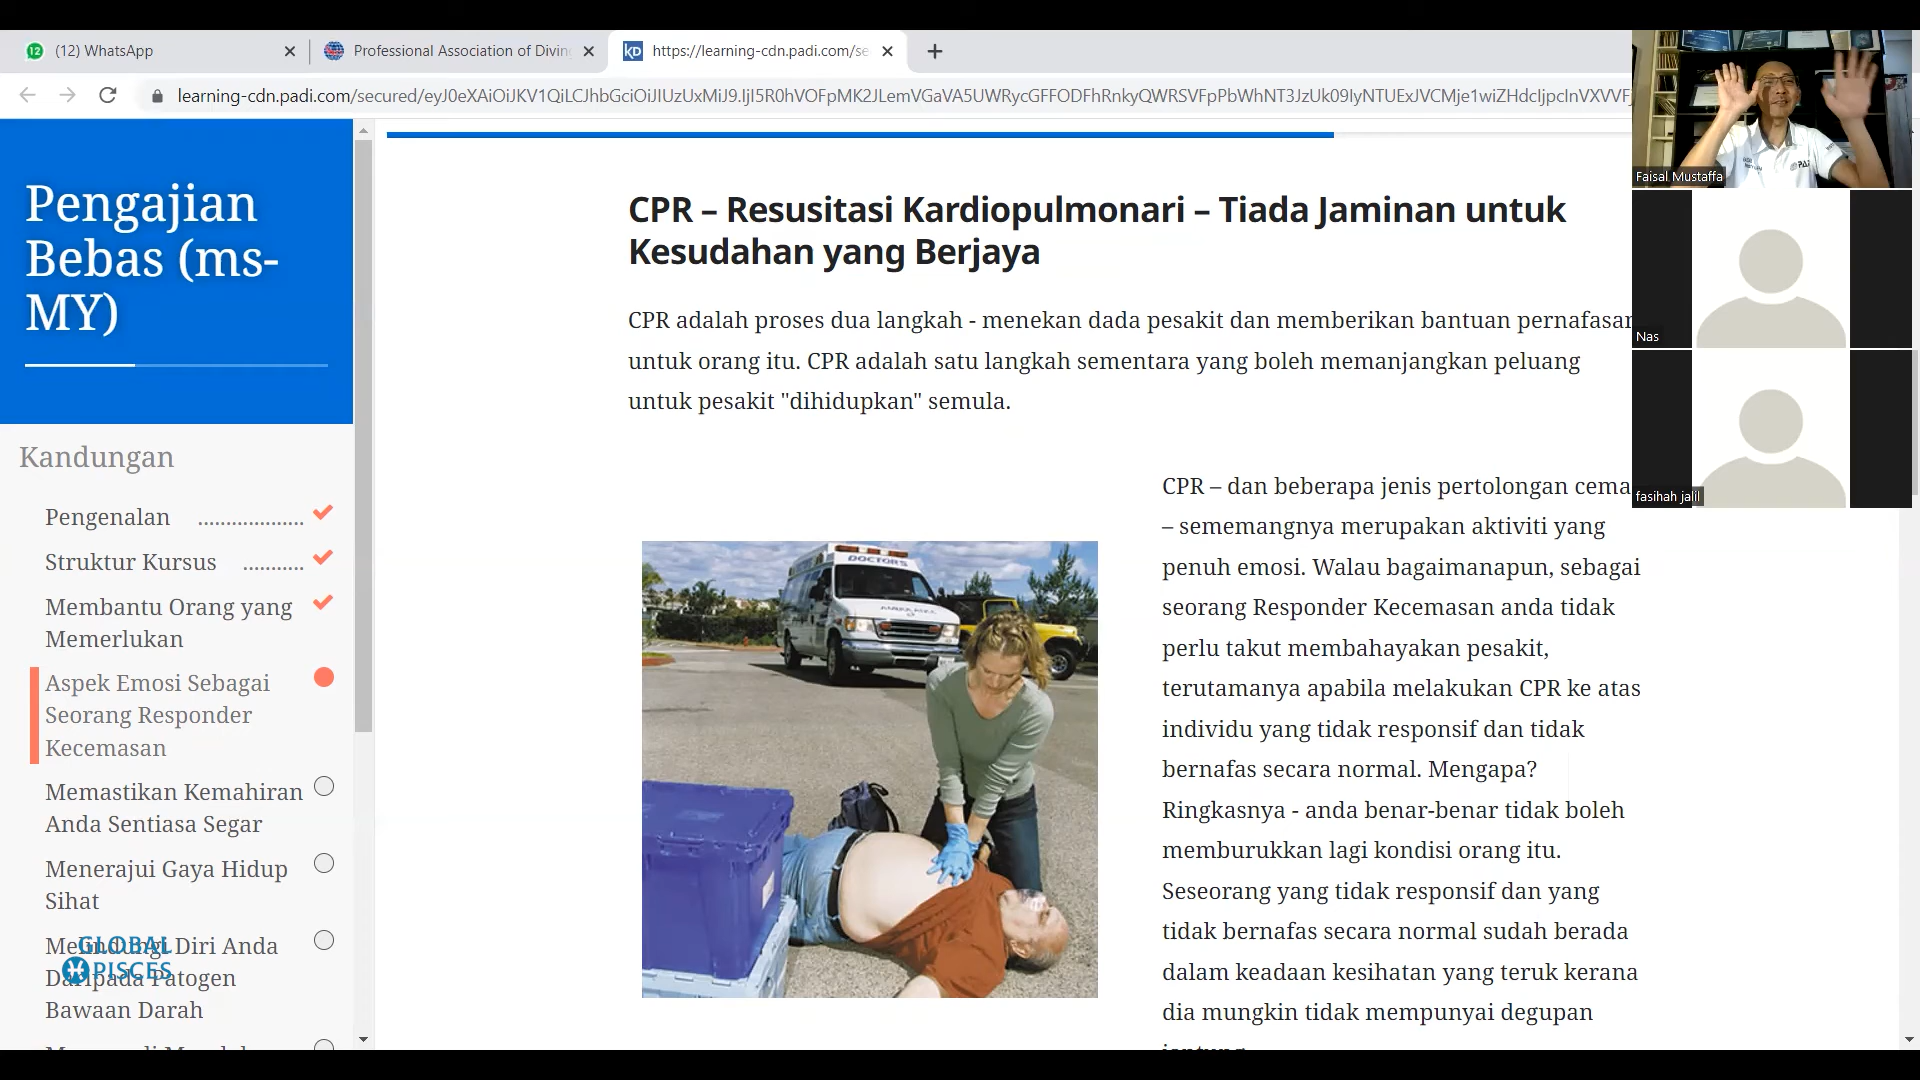 (12) WhatsApp
Professional Association of Divin
https://learning-cdn.padi.com/se
Pengajian
Bebas (ms-
MY)
Kandungan
Pengenalan ...................
Struktur Kursus ...........
Membantu Orang yang
Memerlukan
Aspek Emosi Sebagai
Seorang Responder
Kecemasan
Memastikan Kemahiran
Anda Sentiasa Segar
Menerajui Gaya Hidup
Sihat
Melindungi Diri Anda
Daripada Patogen
Bawaan Darah
GLOBAL
PISCES
CPR – Resusitasi Kardiopulmonari – Tiada Jaminan untuk
Kesudahan yang Berjaya
CPR adalah proses dua langkah - menekan dada pesakit dan memberikan bantuan pernafasan
untuk orang itu. CPR adalah satu langkah sementara yang boleh memanjangkan peluang
untuk pesakit "dihidupkan" semula.
DOCTOR'S
AMBULANCE
CPR – dan beberapa jenis pertolongan cema
– sememangnya merupakan aktiviti yang
penuh emosi. Walau bagaimanapun, sebagai
seorang Responder Kecemasan anda tidak
perlu takut membahayakan pesakit,
terutamanya apabila melakukan CPR ke atas
individu yang tidak responsif dan tidak
bernafas secara normal. Mengapa?
Ringkasnya - anda benar-benar tidak boleh
memburukkan lagi kondisi orang itu.
Seseorang yang tidak responsif dan yang
tidak bernafas secara normal sudah berada
dalam keadaan kesihatan yang teruk kerana
dia mungkin tidak mempunyai degupan
Faisal Mustaffa
Nas
fasihah jalil